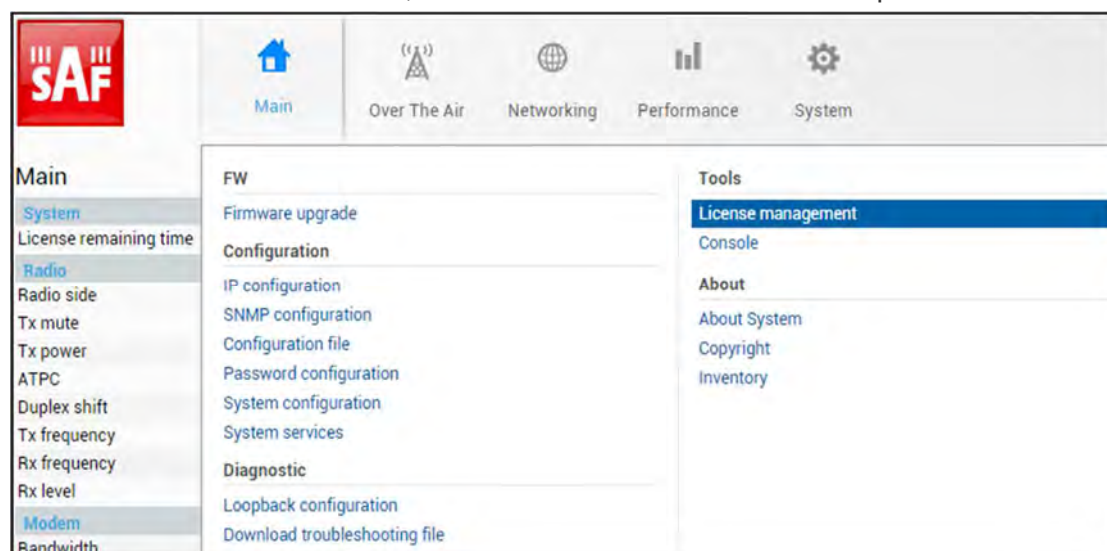 SAF
Main
Over The Air
Networking
Performance
System
Main
System
License remaining time
Radio
Radio side
Tx mute
Tx power
ATPC
Duplex shift
Tx frequency
Rx frequency
Rx level
Modem
Bandwidth
FW
Firmware upgrade
Configuration
IP configuration
SNMP configuration
Configuration file
Password configuration
System configuration
System services
Diagnostic
Loopback configuration
Download troubleshooting file
Tools
License management
Console
About
About System
Copyright
Inventory